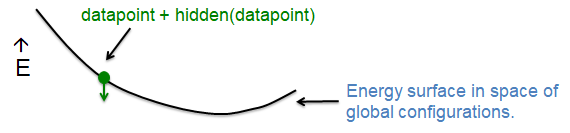 datapoint + hidden(datapoint)
E
Energy surface in space of
global configurations.